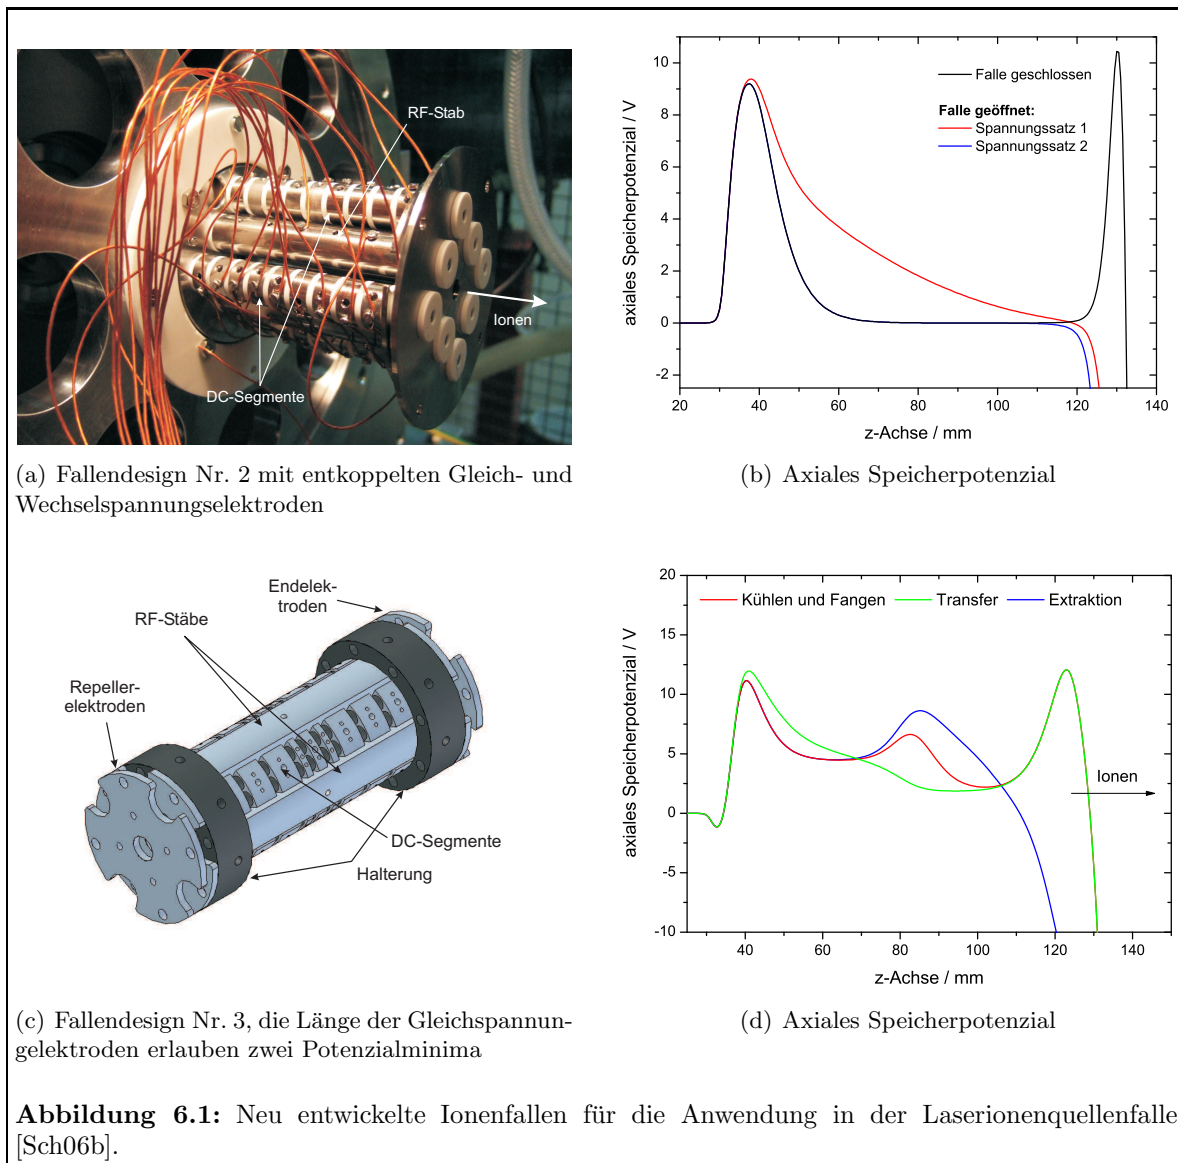 RF-Stab
Ionen
DC-Segmente
axiales Speicherpotenzial / V
10
8
6
4
2
0
-2
Falle geschlossen
Falle geöffnet:
Spannungssatz 1
Spannungssatz 2
20 40 60 80 100 120 140
z-Achse / mm
(a) Fallendesign Nr. 2 mit entkoppelten Gleich- und
Wechselspannungselektroden
(b) Axiales Speicherpotenzial
Endelek-
troden
RF-Stäbe
Repeller-
elektroden
DC-Segmente
Halterung
axiales Speicherpotenzial / V
20
15
10
5
0
-5
-10
Kühlen und Fangen Transfer Extraktion
Ionen
40 60 80 100 120 140
z-Achse / mm
(c) Fallendesign Nr. 3, die Länge der Gleichspannun-
gelektroden erlauben zwei Potenzialminima
(d) Axiales Speicherpotenzial
Abbildung 6.1: Neu entwickelte Ionenfallen für die Anwendung in der Laserionenquellenfalle
[Sch06b].